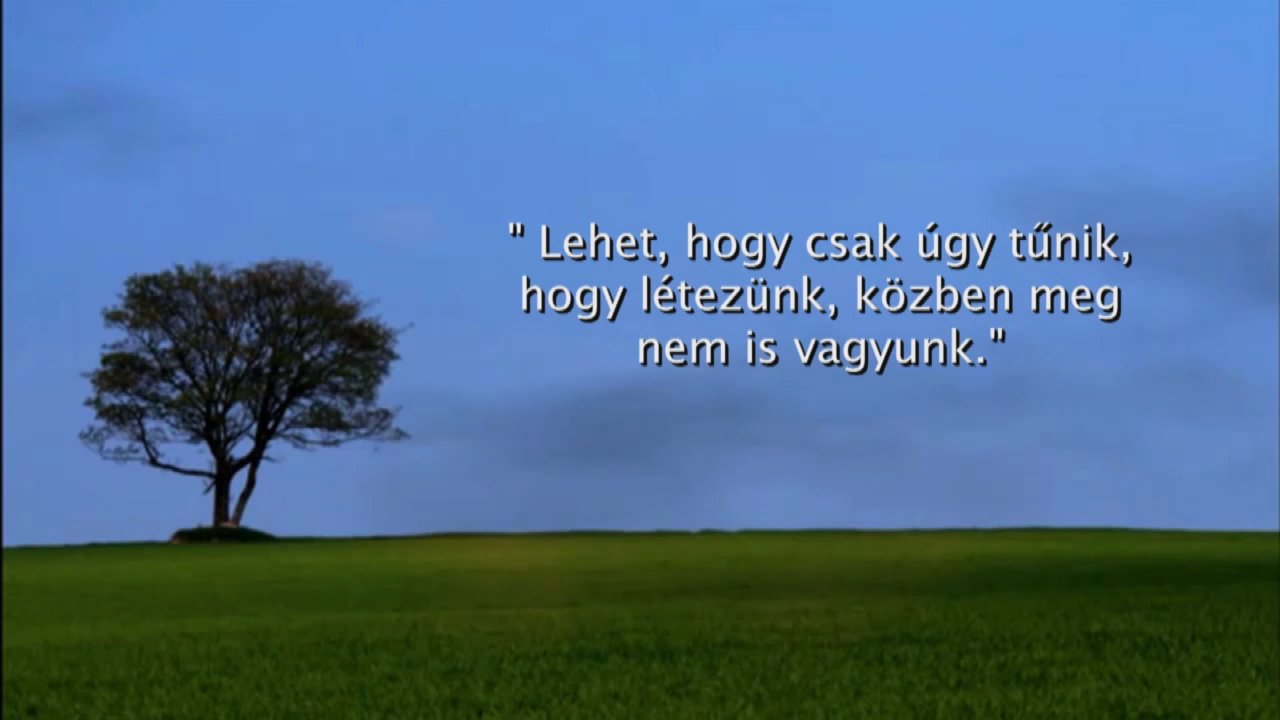 " Lehet, hogy csak úgy tűnik,
hogy létezünk, közben meg
nem is vagyunk."